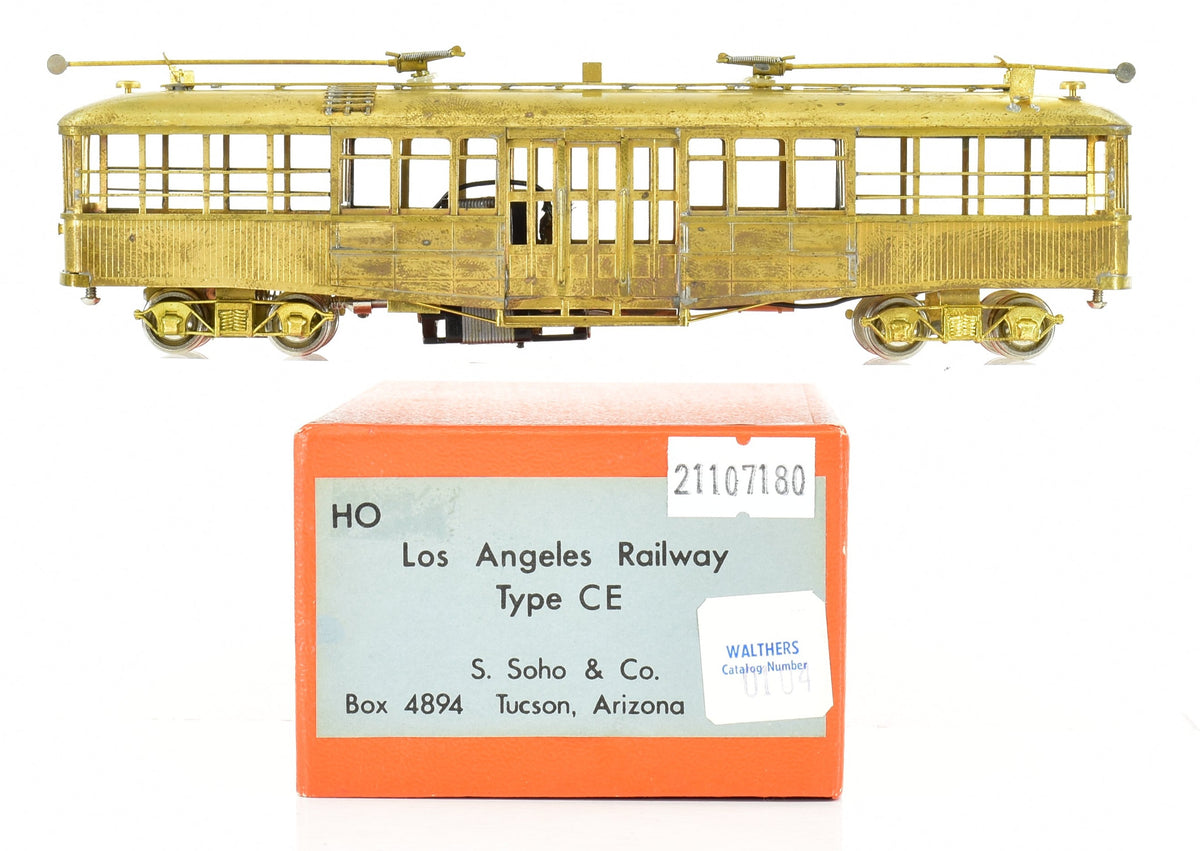 21107180
HO
Los Angeles Railway
Type CE
WALTHERS
Catalog Number
S. Soho & Co.
Box 4894 Tucson, Arizona